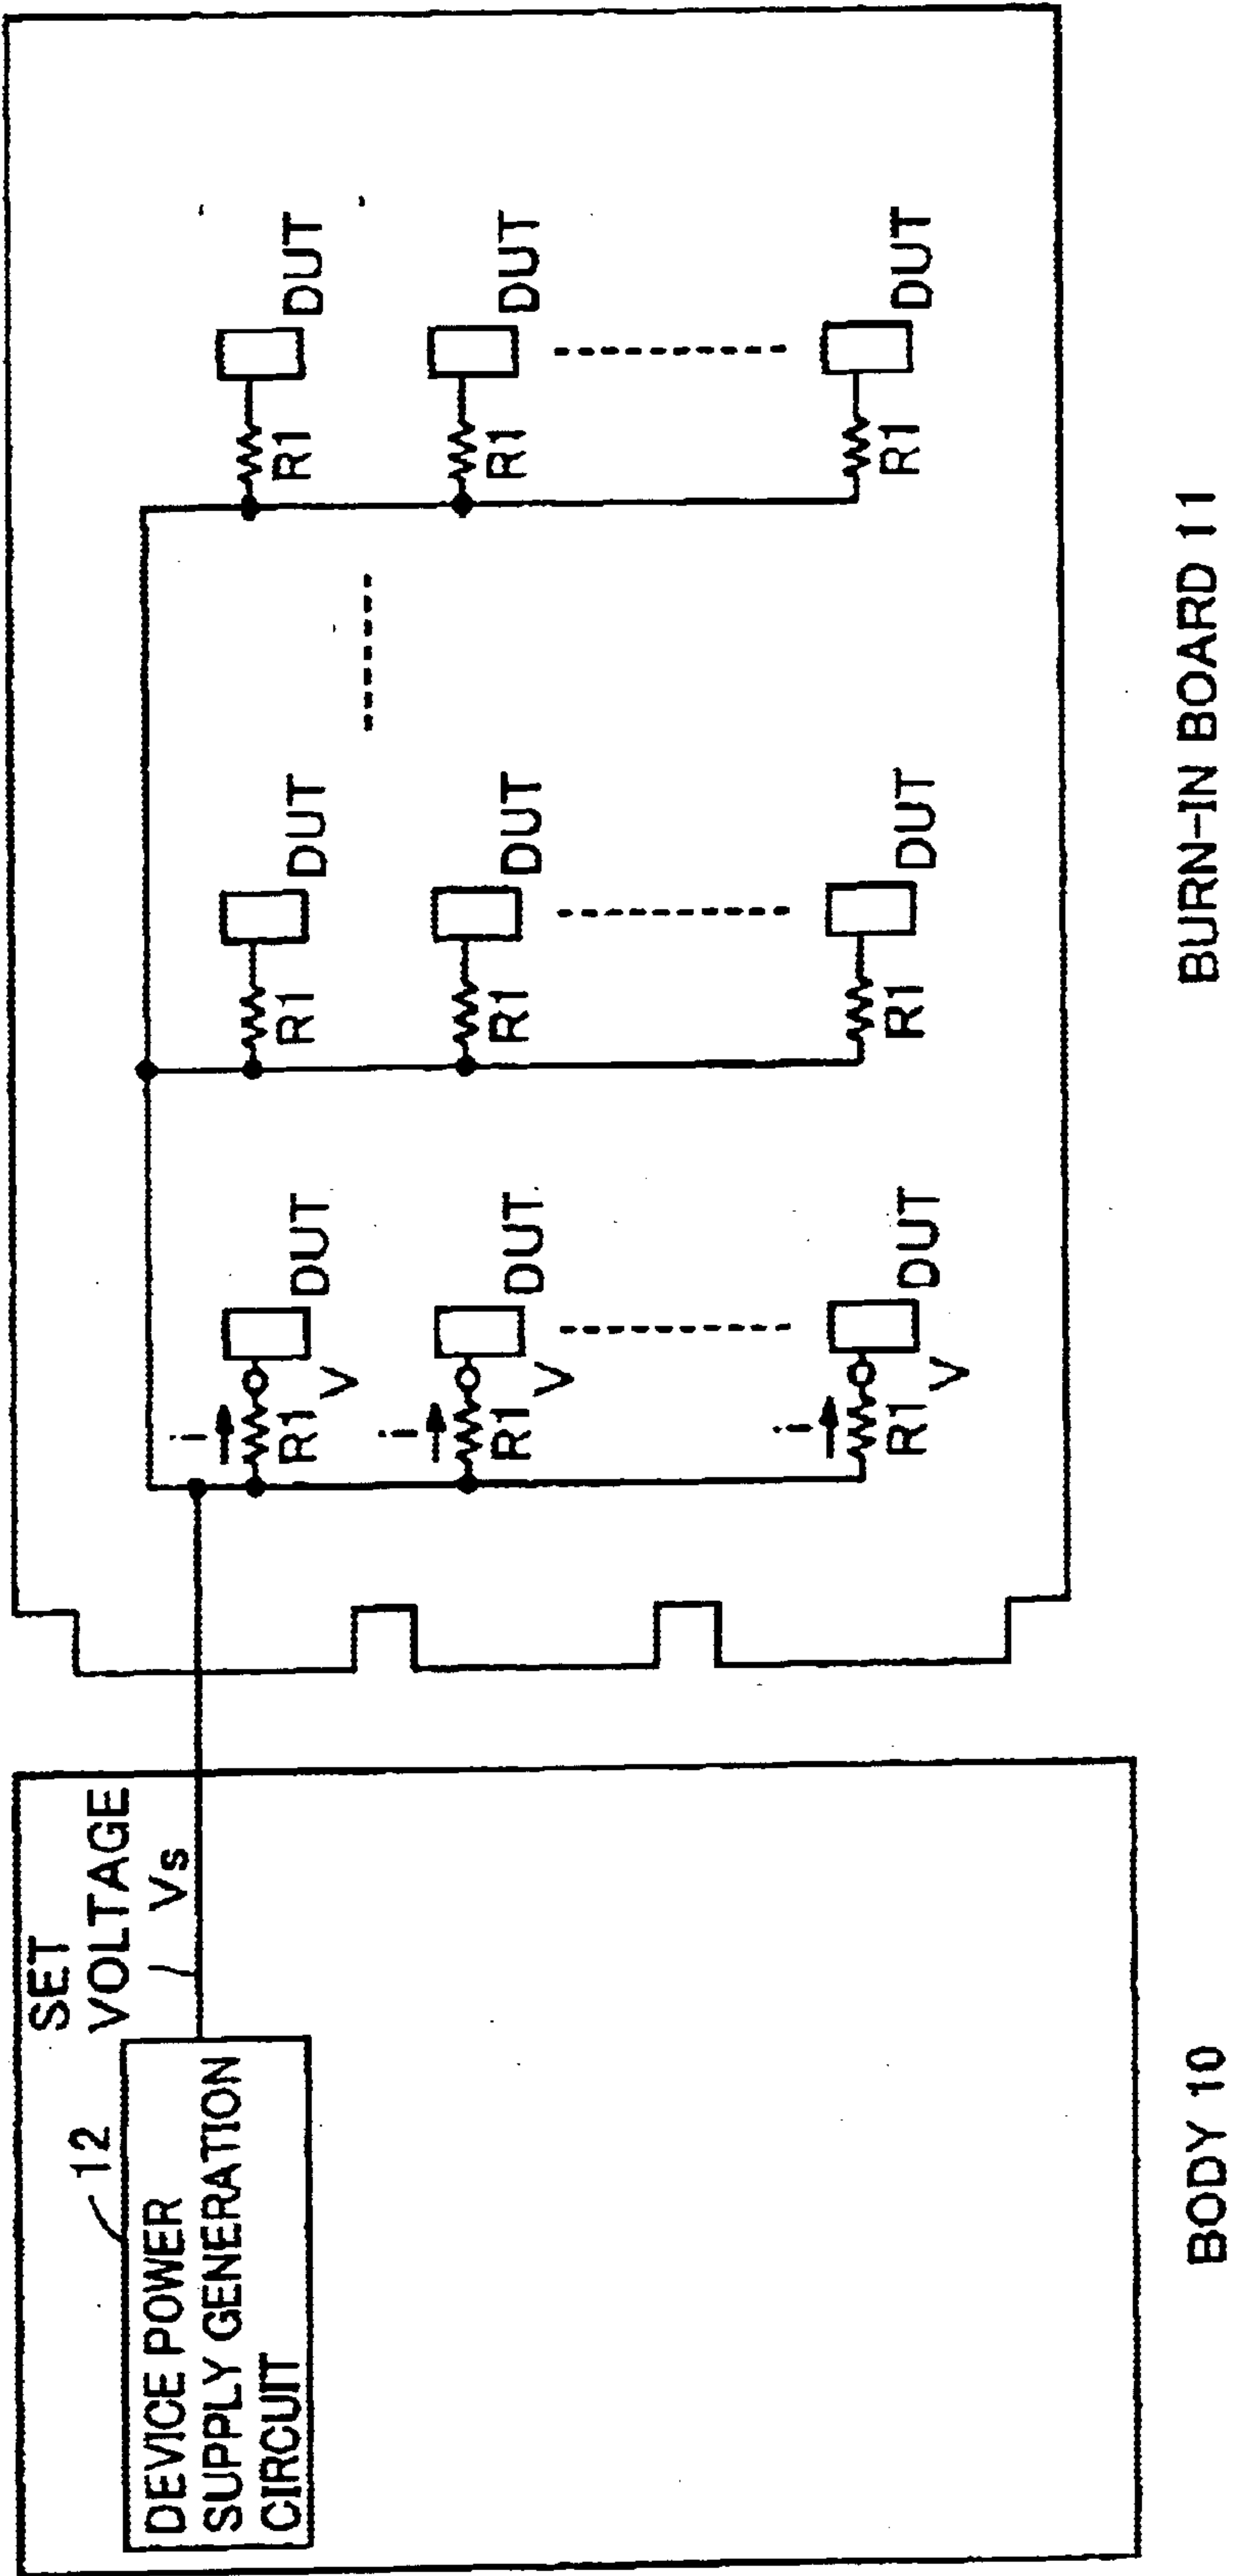 SET
VOLTAGE
Vs
12
DEVICE POWER
SUPPLY GENERATION
CIRCUIT
BODY 10
i
R1
V
DUT
R1
DUT
R1
DUT
i
R1
V
DUT
R1
DUT
R1
DUT
i
R1
V
DUT
R1
DUT
R1
DUT
BURN-IN BOARD 11